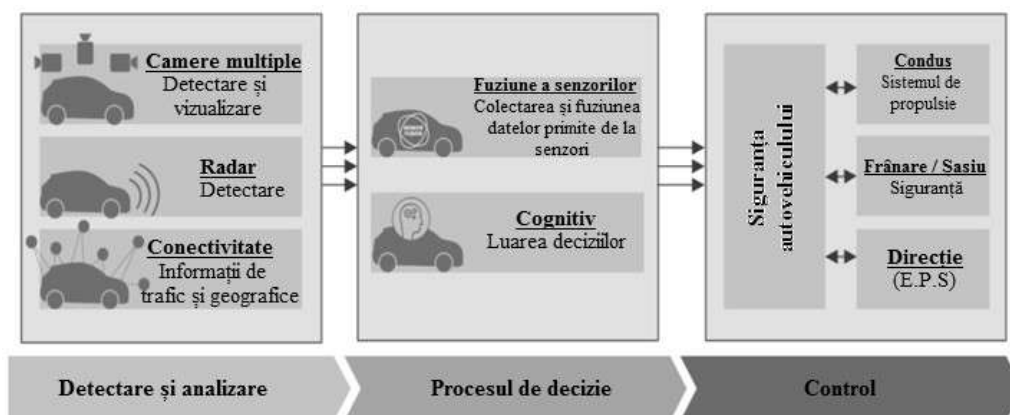 Camere multiple
Detectare și
vizualizare
Radar
Detectare
Conectivitate
Informații de
trafic și geografice
Fuziune a senzorilor
Colectarea și fuziunea
datelor primite de la
senzori
Cognitiv
Luarea deciziilor
Siguranța
autovehiculului
Condus
Sistemul de
propulsie
Frânare / Șasiu
Siguranță
Direcție
(E.P.S)
Detectare și analizare
Procesul de decizie
Control